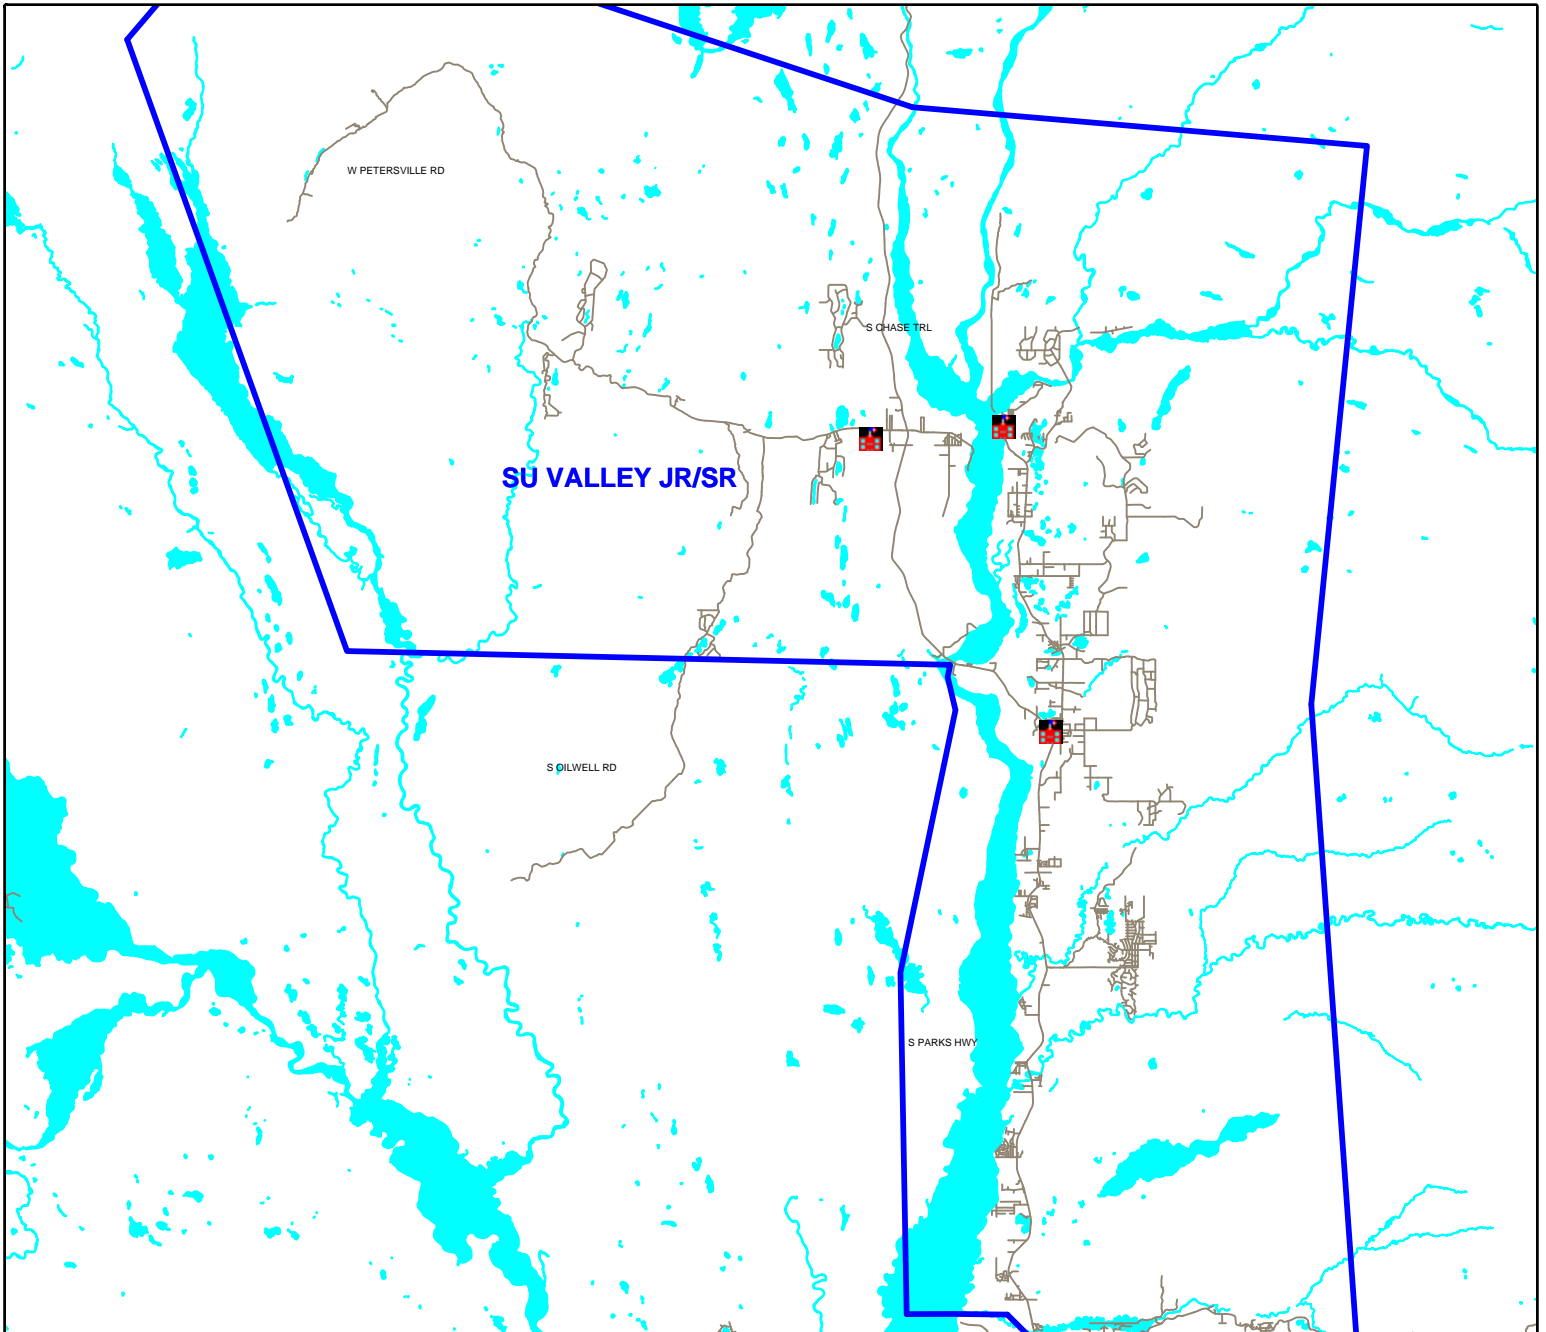 W PETERSVILLE RD
S CHASE TRL
SU VALLEY JR/SR
S OILWELL RD
S PARKS HWY